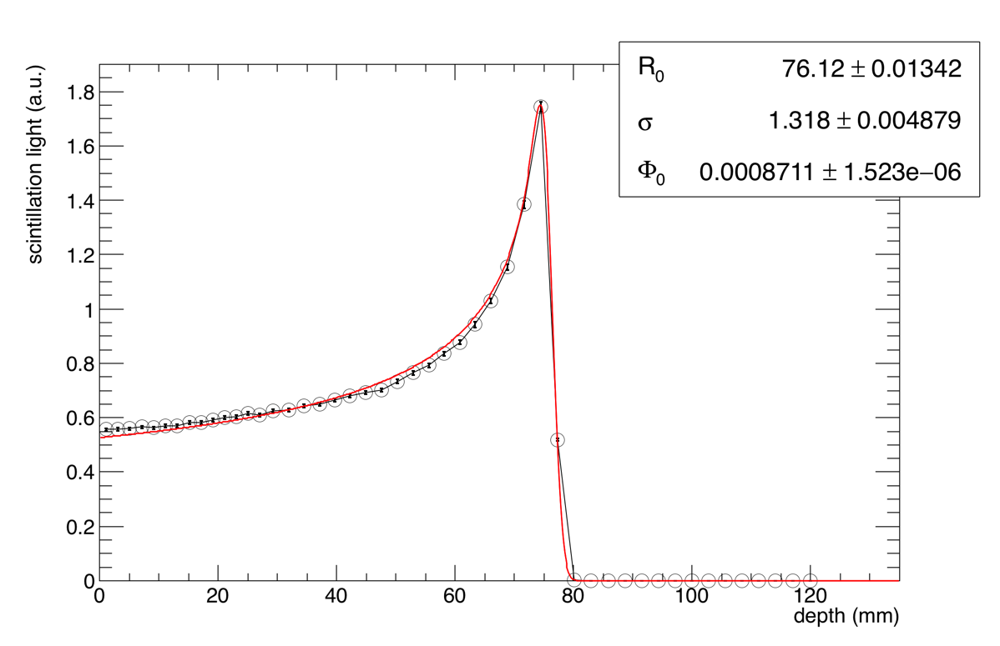 R₀ 76.12 ± 0.01342
σ 1.318 ± 0.004879
Φ₀ 0.0008711 ± 1.523e−06
scintillation light (a.u.)
1.8
1.6
1.4
1.2
1
0.8
0.6
0.4
0.2
0
0 20 40 60 80 100 120
depth (mm)